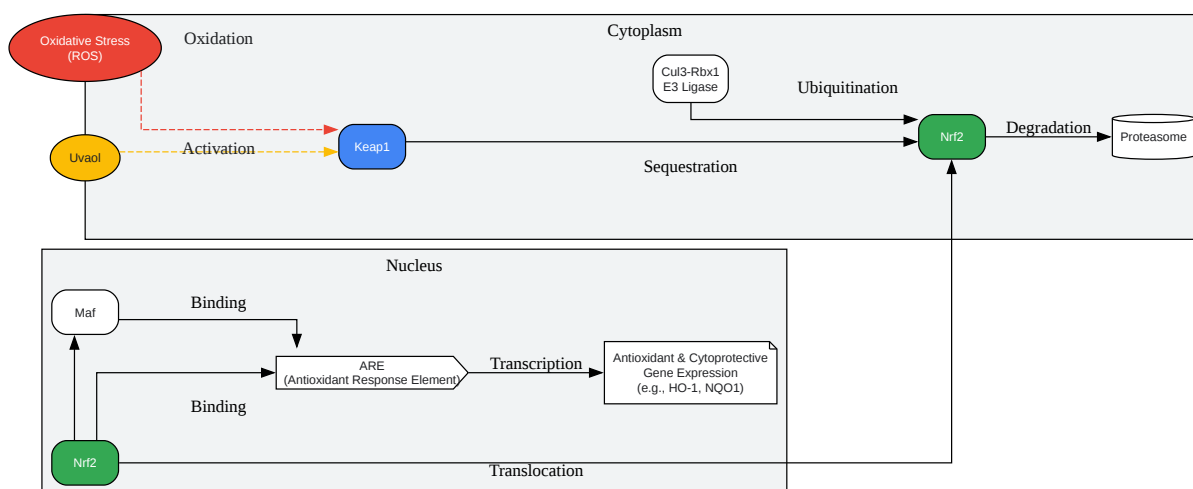 Cytoplasm
Oxidative Stress
(ROS)
Oxidation
Cul3-Rbx1
E3 Ligase
Ubiquitination
Uvaol
Activation
Keap1
Sequestration
Nrf2
Degradation
Proteasome
Nucleus
Maf
Binding
ARE
(Antioxidant Response Element)
Transcription
Antioxidant & Cytoprotective
Gene Expression
(e.g., HO-1, NQO1)
Binding
Nrf2
Translocation